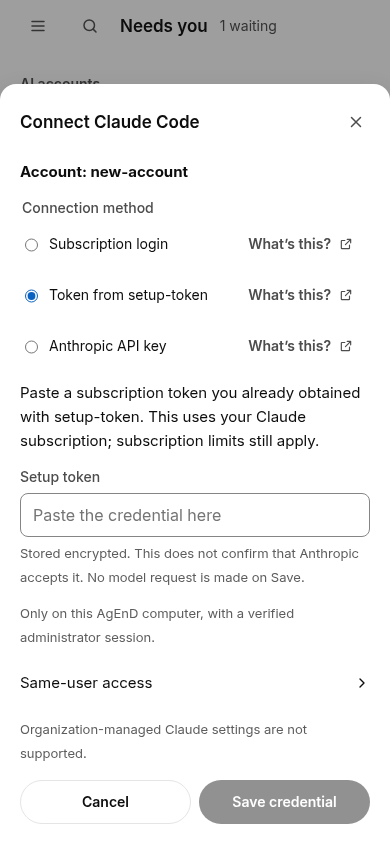 Needs you 1 waiting
AI accounts
Connect Claude Code
Account: new-account
Connection method
Subscription login What's this?
Token from setup-token What's this?
Anthropic API key What's this?
Paste a subscription token you already obtained
with setup-token. This uses your Claude
subscription; subscription limits still apply.
Setup token
Paste the credential here
Stored encrypted. This does not confirm that Anthropic
accepts it. No model request is made on Save.
Only on this AgEnD computer, with a verified
administrator session.
Same-user access
Organization-managed Claude settings are not
supported.
Cancel Save credential